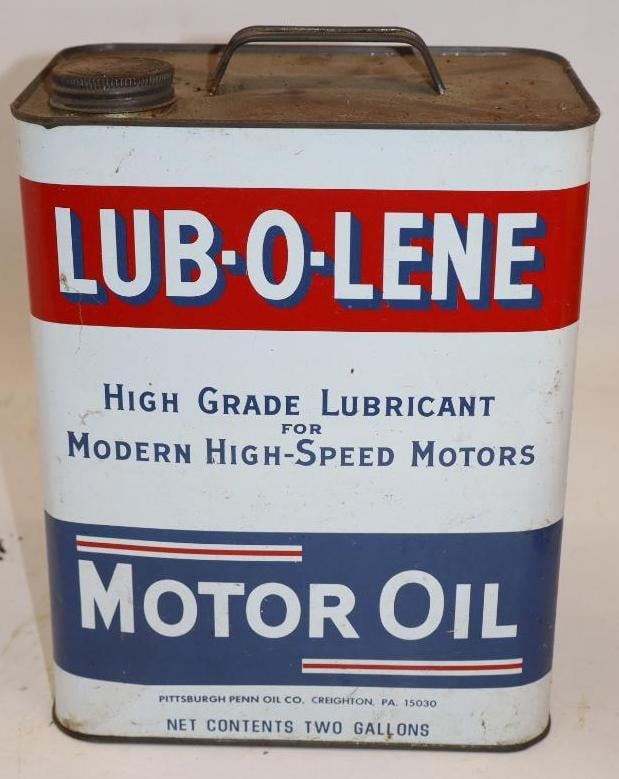 LUB·O·LENE
HIGH GRADE LUBRICANT
FOR
MODERN HIGH-SPEED MOTORS
MOTOR OIL
PITTSBURGH PENN OIL CO. CREIGHTON, PA. 15030
NET CONTENTS TWO GALLONS